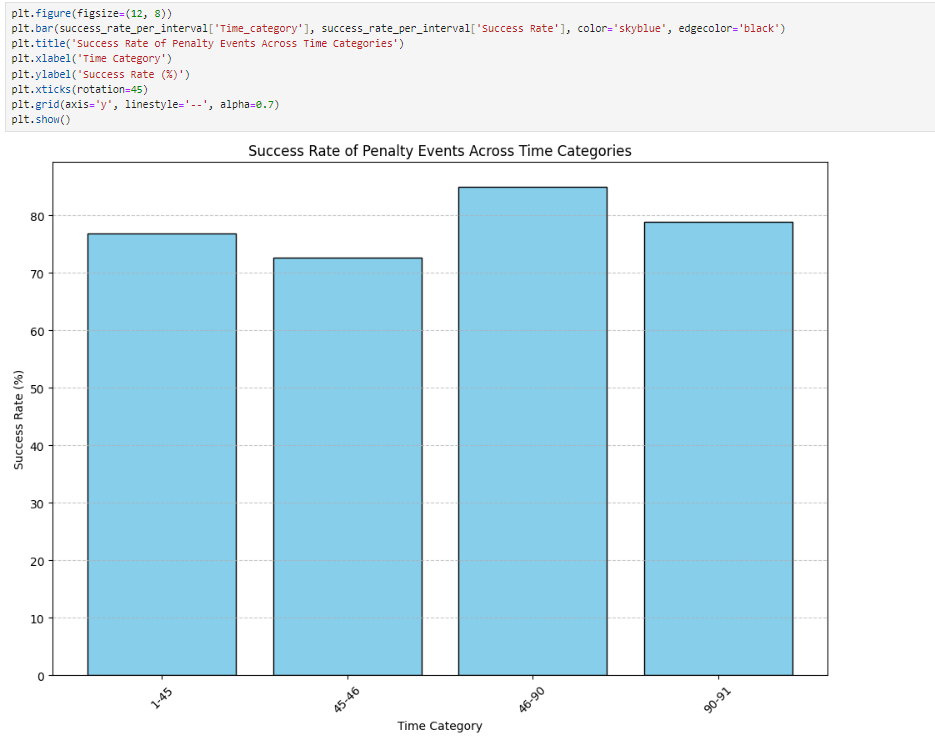 plt.figure(figsize=(12, 8))
plt.bar(success_rate_per_interval['Time_category'], success_rate_per_interval['Success Rate'], color='skyblue', edgecolor='black')
plt.title('Success Rate of Penalty Events Across Time Categories')
plt.xlabel('Time Category')
plt.ylabel('Success Rate (%)')
plt.xticks(rotation=45)
plt.grid(axis='y', linestyle='--', alpha=0.7)
plt.show()
Success Rate of Penalty Events Across Time Categories
80
70
60
50
40
30
20
10
0
Success Rate (%)
1-45
45-46
46-90
90-91
Time Category